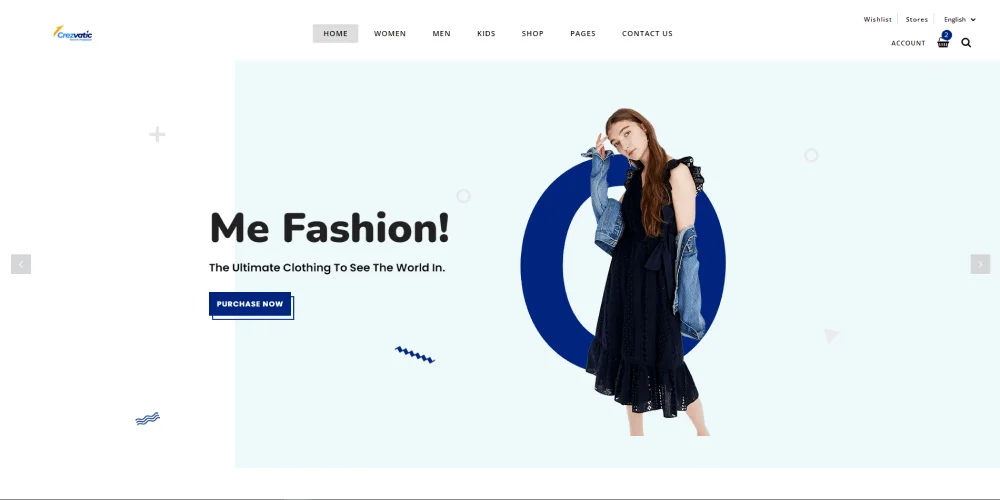 Wishlist
Stores
English
Crezvatic
HOME
WOMEN
MEN
KIDS
SHOP
PAGES
CONTACT US
ACCOUNT
2
Me Fashion!
The Ultimate Clothing To See The World In.
PURCHASE NOW